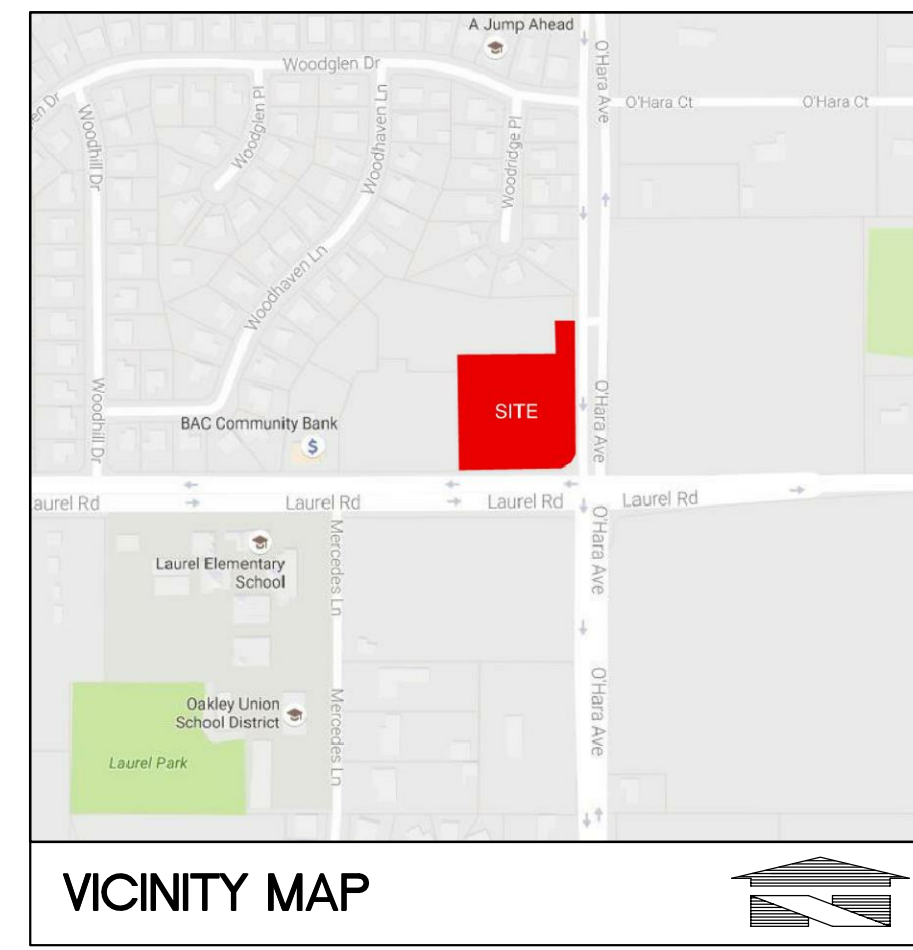 A Jump Ahead
Woodglen Dr
O'Hara Ave
O'Hara Ct
O'Hara Ct
en Dr
Woodhill Dr
Woodglen Pl
Woodhaven Ln
Woodridge Pl
Woodhaven Ln
Woodhill Dr
BAC Community Bank
$
SITE
O'Hara Ave
aurel Rd
Laurel Rd
Laurel Rd
Laurel Rd
Laurel Elementary
School
Mercedes Ln
O'Hara Ave
Oakley Union
School District
Mercedes Ln
O'Hara Ave
Laurel Park
VICINITY MAP